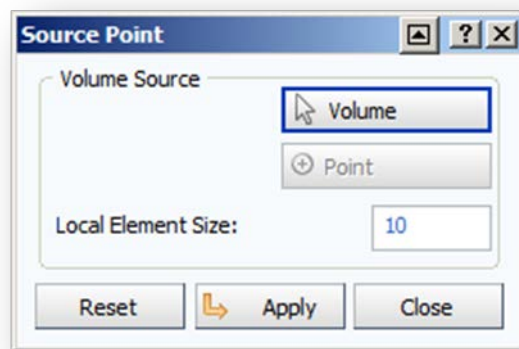 Source Point
?
Volume Source
Volume
Point
Local Element Size:
10
Reset
Apply
Close